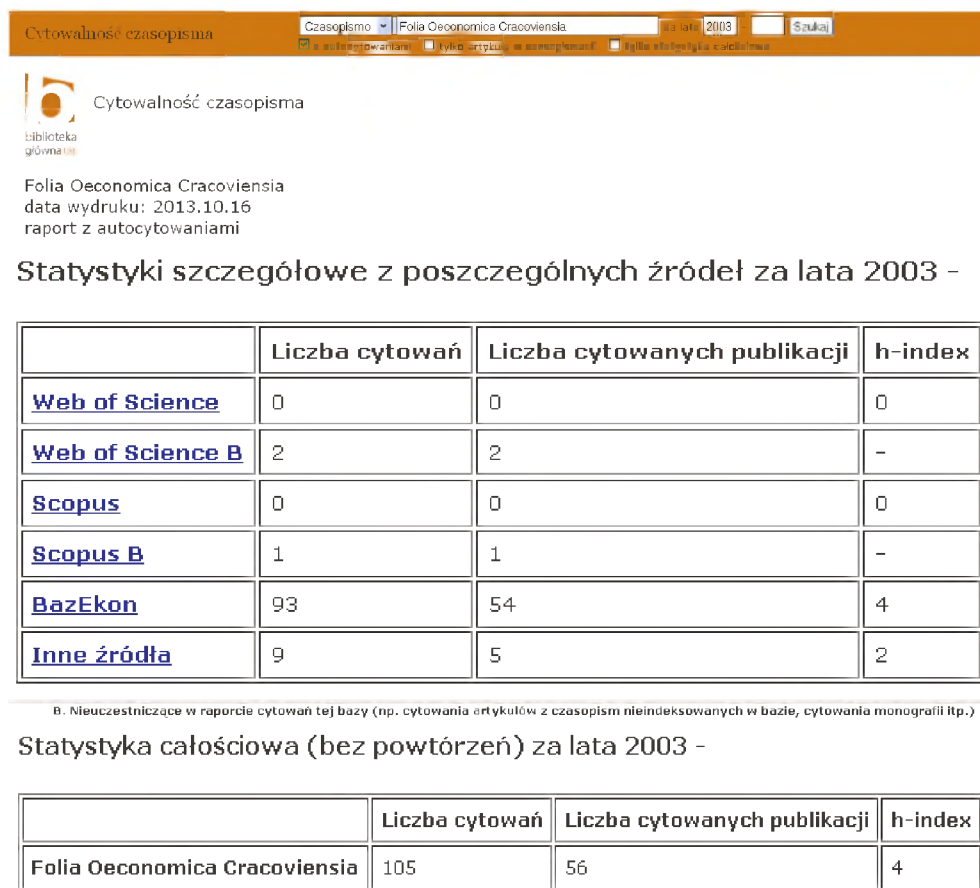 Cytowalność czasopisma Czasopismo Folia Oeconomica Cracoviensia za lata 2003 - Szukaj
z autocytowaniami tylko artykuły w czasopismach tylko statystyka całościowa
Cytowalność czasopisma
biblioteka
główna
Folia Oeconomica Cracoviensia
data wydruku: 2013.10.16
raport z autocytowaniami
Statystyki szczegółowe z poszczególnych źródeł za lata 2003 -
Liczba cytowań Liczba cytowanych publikacji h-index
Web of Science 0 0 0
Web of Science B 2 2 -
Scopus 0 0 0
Scopus B 1 1 -
BazEkon 93 54 4
Inne źródła 9 5 2
B. Nieuczestniczące w raporcie cytowań tej bazy (np. cytowania artykułów z czasopism nieindeksowanych w bazie, cytowania monografii itp.)
Statystyka całościowa (bez powtórzeń) za lata 2003 -
Liczba cytowań Liczba cytowanych publikacji h-index
Folia Oeconomica Cracoviensia 105 56 4